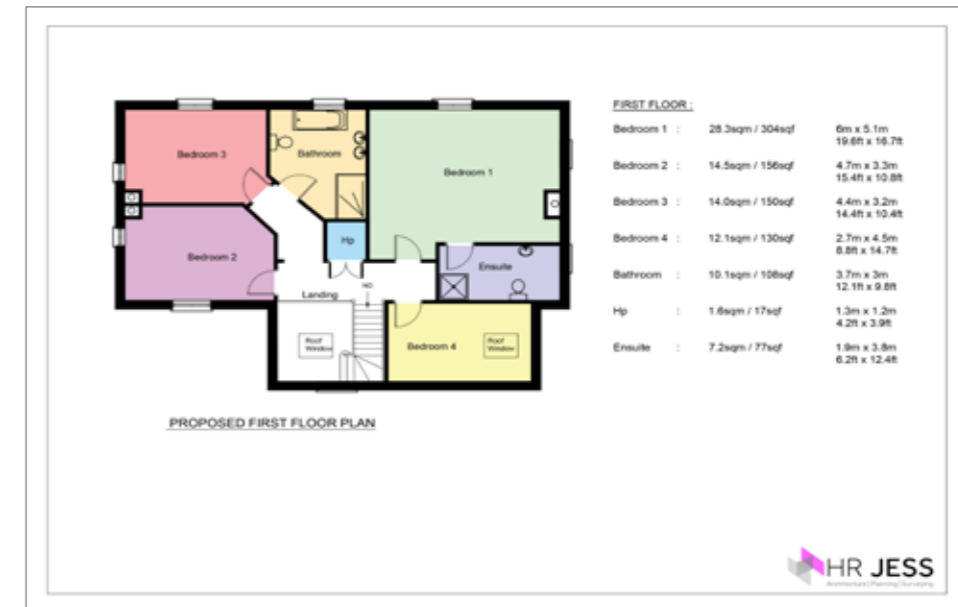 Bedroom 3
Bathroom
Bedroom 1
Hp
Bedroom 2
Ensuite
Landing
Roof
Window
Bedroom 4
Roof
Window
PROPOSED FIRST FLOOR PLAN
FIRST FLOOR :
Bedroom 1 : 28.3sqm / 304sqf 6m x 5.1m
19.6ft x 16.7ft
Bedroom 2 : 14.5sqm / 156sqf 4.7m x 3.3m
15.4ft x 10.8ft
Bedroom 3 : 14.0sqm / 150sqf 4.4m x 3.2m
14.4ft x 10.4ft
Bedroom 4 : 12.1sqm / 130sqf 2.7m x 4.5m
8.8ft x 14.7ft
Bathroom : 10.1sqm / 108sqf 3.7m x 3m
12.1ft x 9.8ft
Hp : 1.6sqm / 17sqf 1.3m x 1.2m
4.2ft x 3.9ft
Ensuite : 7.2sqm / 77sqf 1.9m x 3.8m
6.2ft x 12.4ft
HR JESS
Architecture | Planning | Surveying